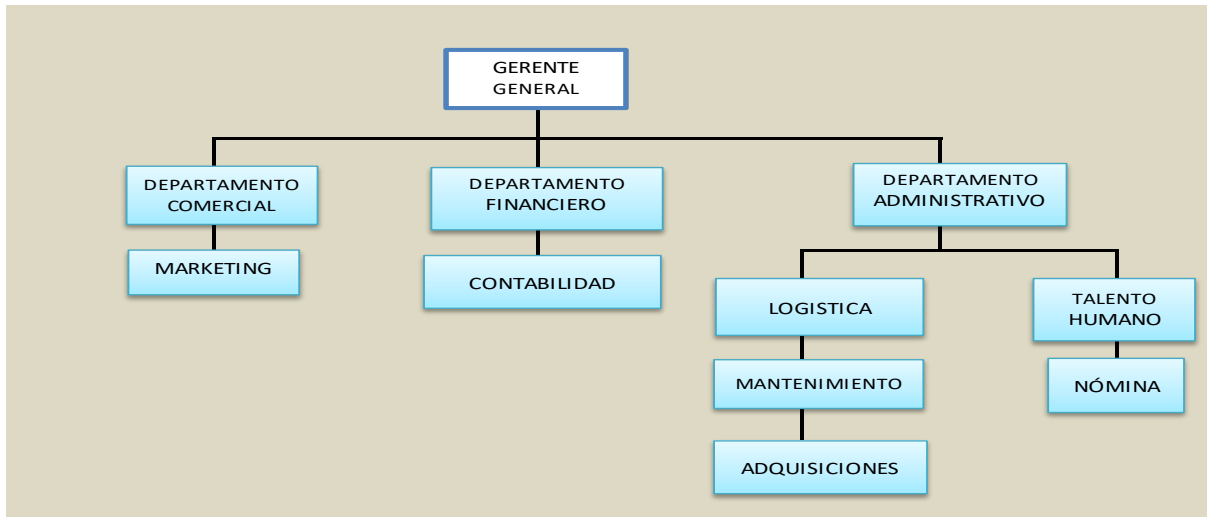 GERENTE
GENERAL
DEPARTAMENTO
COMERCIAL
DEPARTAMENTO
FINANCIERO
DEPARTAMENTO
ADMINISTRATIVO
MARKETING
CONTABILIDAD
LOGISTICA
TALENTO
HUMANO
MANTENIMIENTO
NÓMINA
ADQUISICIONES